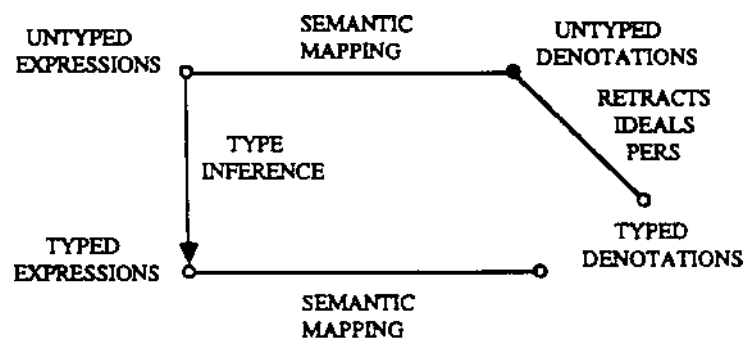 SEMANTIC
MAPPING
UNTYPED
EXPRESSIONS
UNTYPED
DENOTATIONS
RETRACTS
IDEALS
PERS
TYPE
INFERENCE
TYPED
EXPRESSIONS
TYPED
DENOTATIONS
SEMANTIC
MAPPING